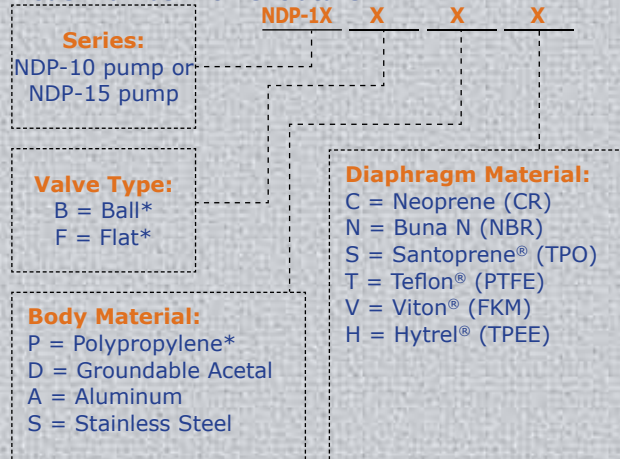 NDP-1X X X X
Series:
NDP-10 pump or
NDP-15 pump
Valve Type:
B = Ball*
F = Flat*
Body Material:
P = Polypropylene*
D = Groundable Acetal
A = Aluminum
S = Stainless Steel
Diaphragm Material:
C = Neoprene (CR)
N = Buna N (NBR)
S = Santoprene® (TPO)
T = Teflon® (PTFE)
V = Viton® (FKM)
H = Hytrel® (TPEE)